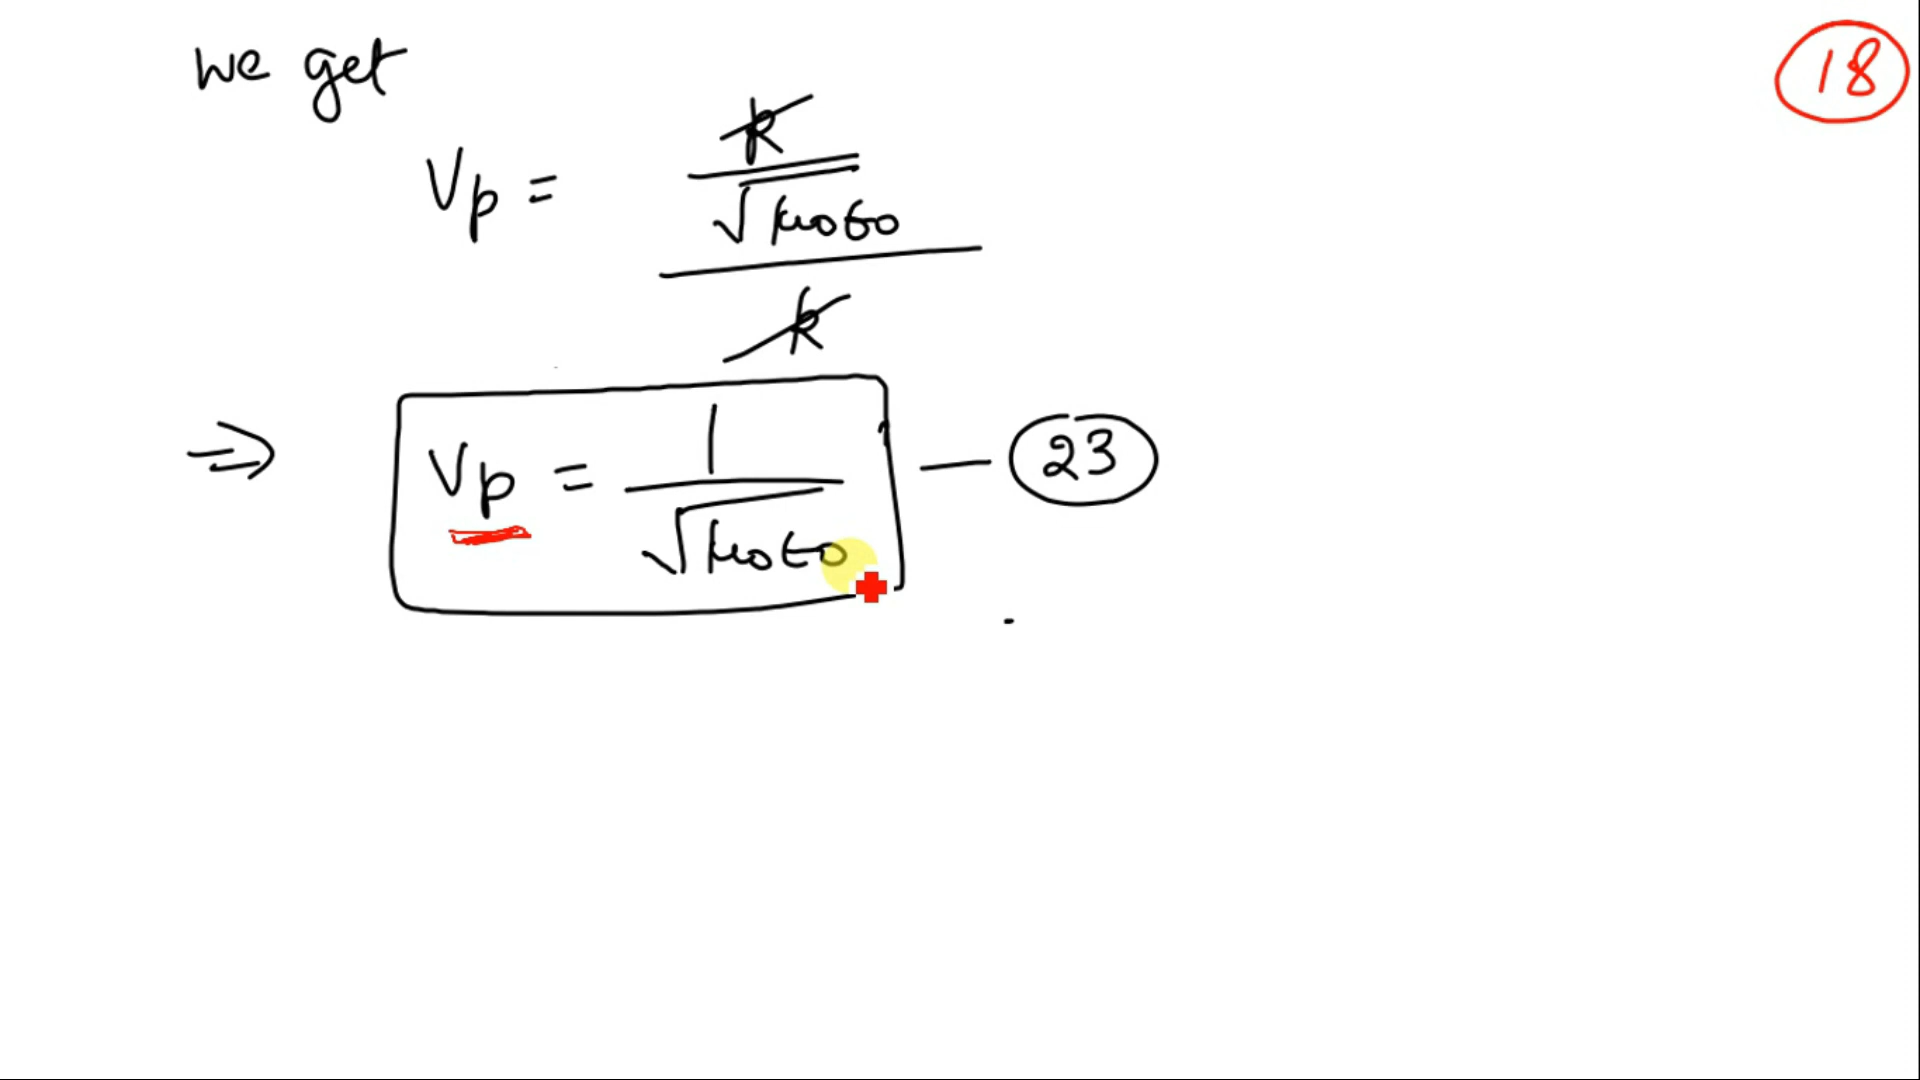 we get
18
Vp = k/√μ0ε0 / k
⇒ Vp = 1/√μ0ε0 — 23